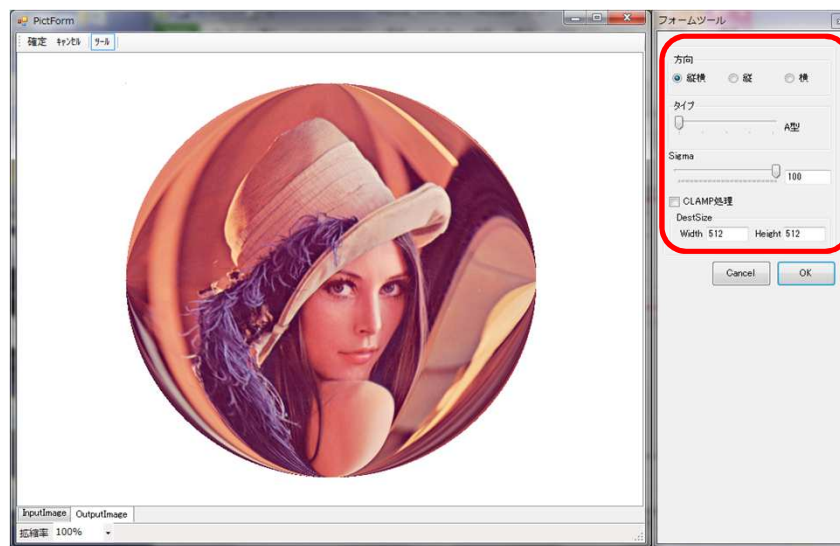 PictForm
確定 ｷｬﾝｾﾙ ﾂｰﾙ
InputImage OutputImage
拡縮率 100%
フォームツール
方向
縦横 縦 横
タイプ
A型
Sigma
100
CLAMP処理
DestSize
Width 512 Height 512
Cancel OK